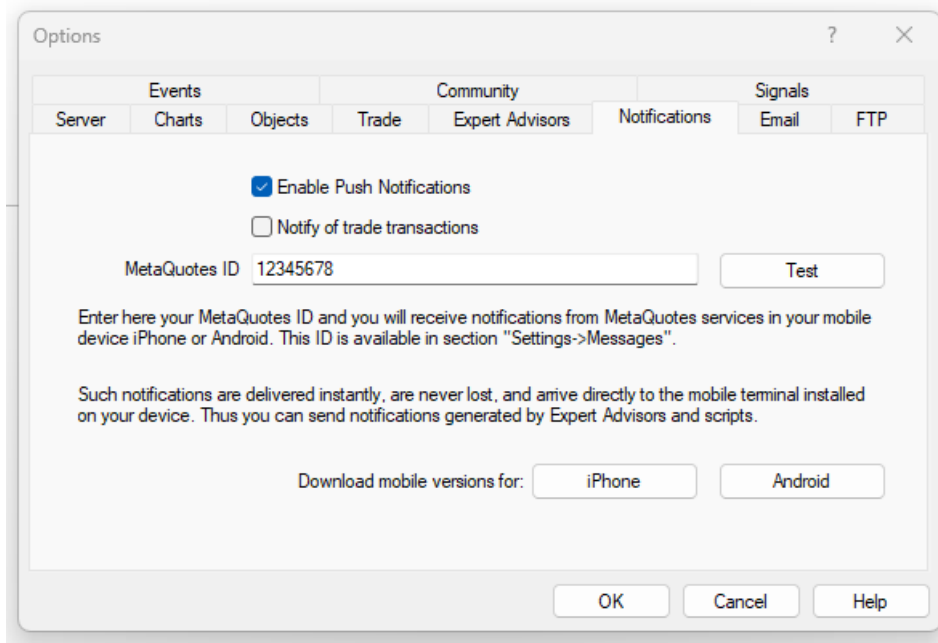 Options
?
Events Community Signals
Server Charts Objects Trade Expert Advisors Notifications Email FTP
Enable Push Notifications
Notify of trade transactions
MetaQuotes ID 12345678 Test
Enter here your MetaQuotes ID and you will receive notifications from MetaQuotes services in your mobile
device iPhone or Android. This ID is available in section "Settings->Messages".
Such notifications are delivered instantly, are never lost, and arrive directly to the mobile terminal installed
on your device. Thus you can send notifications generated by Expert Advisors and scripts.
Download mobile versions for: iPhone Android
OK Cancel Help